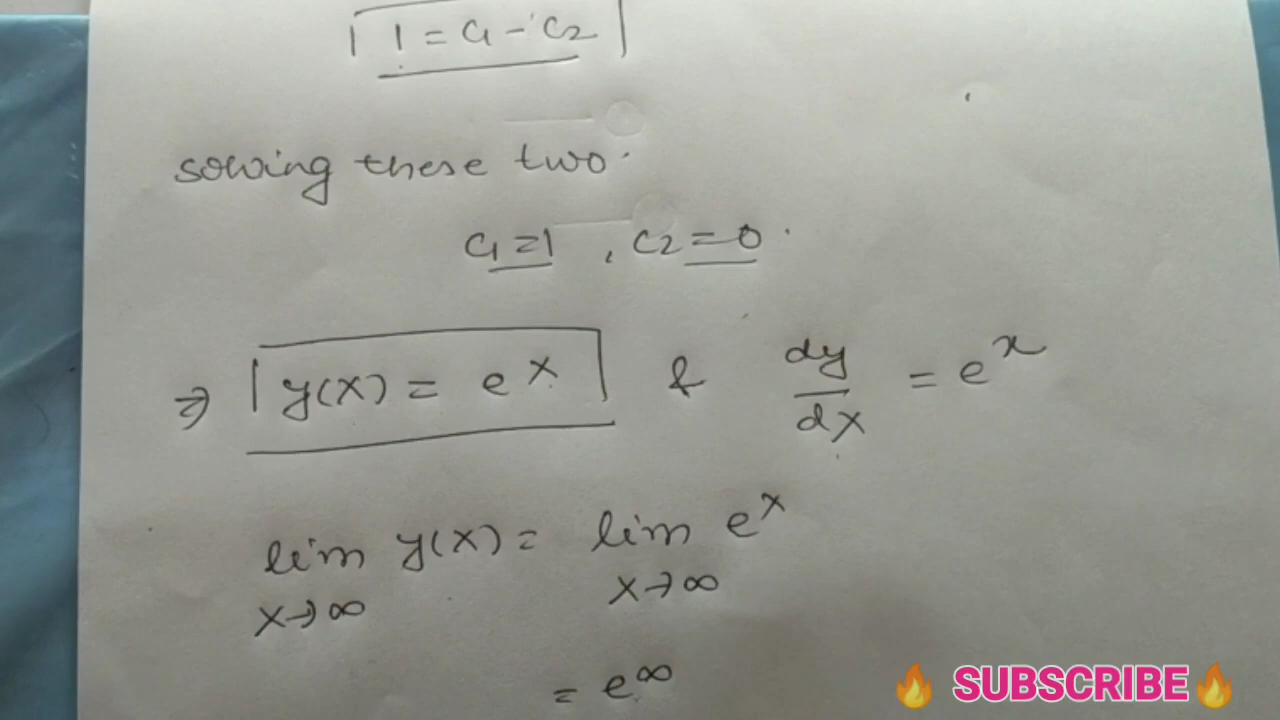 1 = C1 - C2
solving these two.
C1 = 1 , C2 = 0 .
⇒ y(x) = e^x & dy/dx = e^x
lim x→∞ y(x) = lim x→∞ e^x
= e^∞
🔥 SUBSCRIBE 🔥